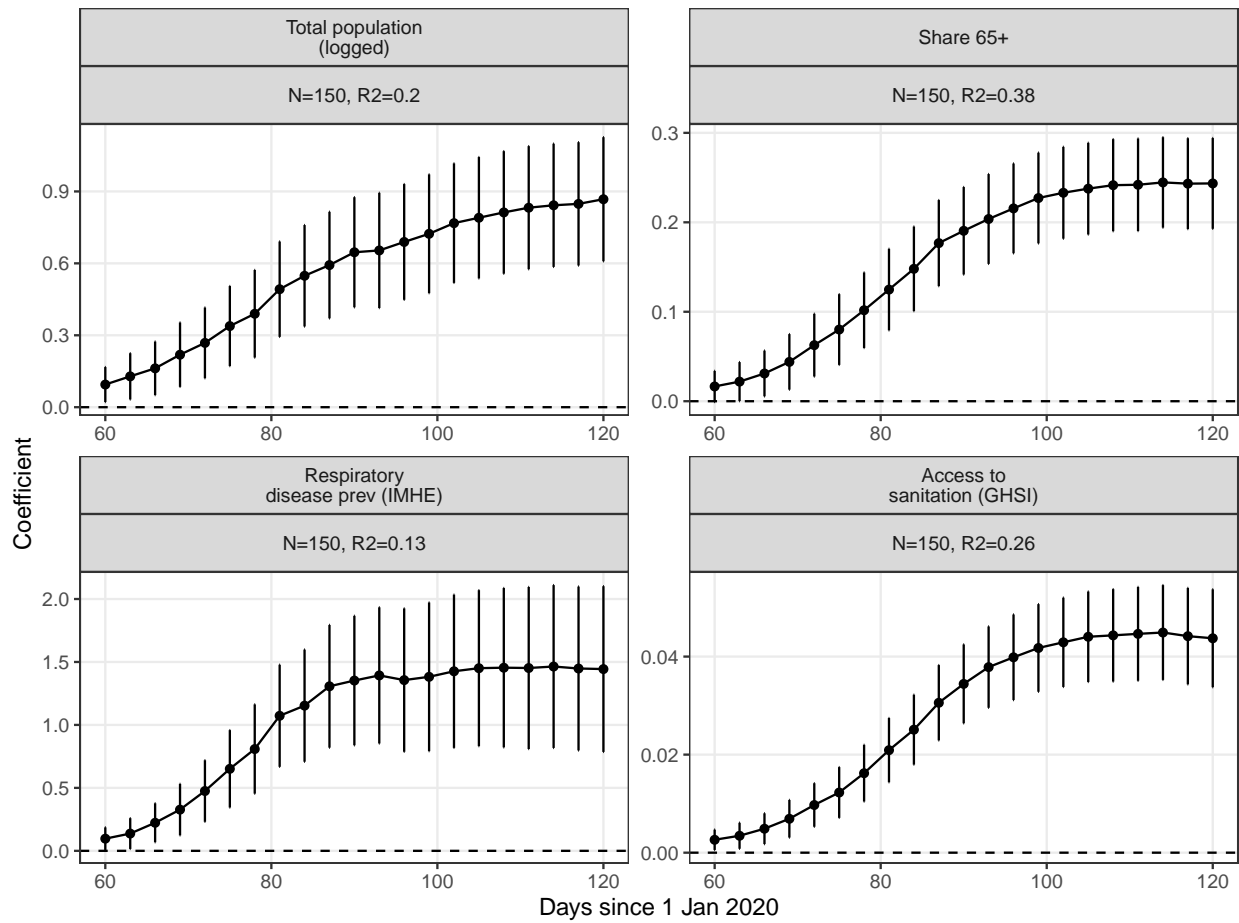 Total population
(logged)
N=150, R2=0.2
Share 65+
N=150, R2=0.38
0.9
0.6
0.3
0.0
60
80
100
120
0.3
0.2
0.1
0.0
60
80
100
120
Coefficient
Respiratory
disease prev (IMHE)
N=150, R2=0.13
Access to
sanitation (GHSI)
N=150, R2=0.26
2.0
1.5
1.0
0.5
0.0
60
80
100
120
0.04
0.02
0.00
60
80
100
120
Days since 1 Jan 2020